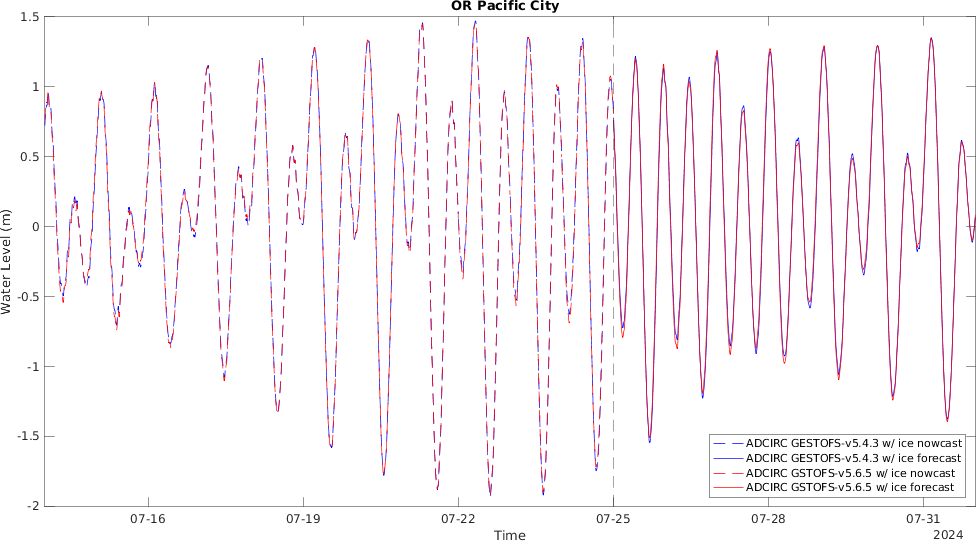 OR Pacific City
Water Level (m)
1.5
1
0.5
0
-0.5
-1
-1.5
-2
ADCIRC GESTOFS-v5.4.3 w/ ice nowcast
ADCIRC GESTOFS-v5.4.3 w/ ice forecast
ADCIRC GSTOFS-v5.6.5 w/ ice nowcast
ADCIRC GSTOFS-v5.6.5 w/ ice forecast
07-16 07-19 07-22 07-25 07-28 07-31
Time
2024